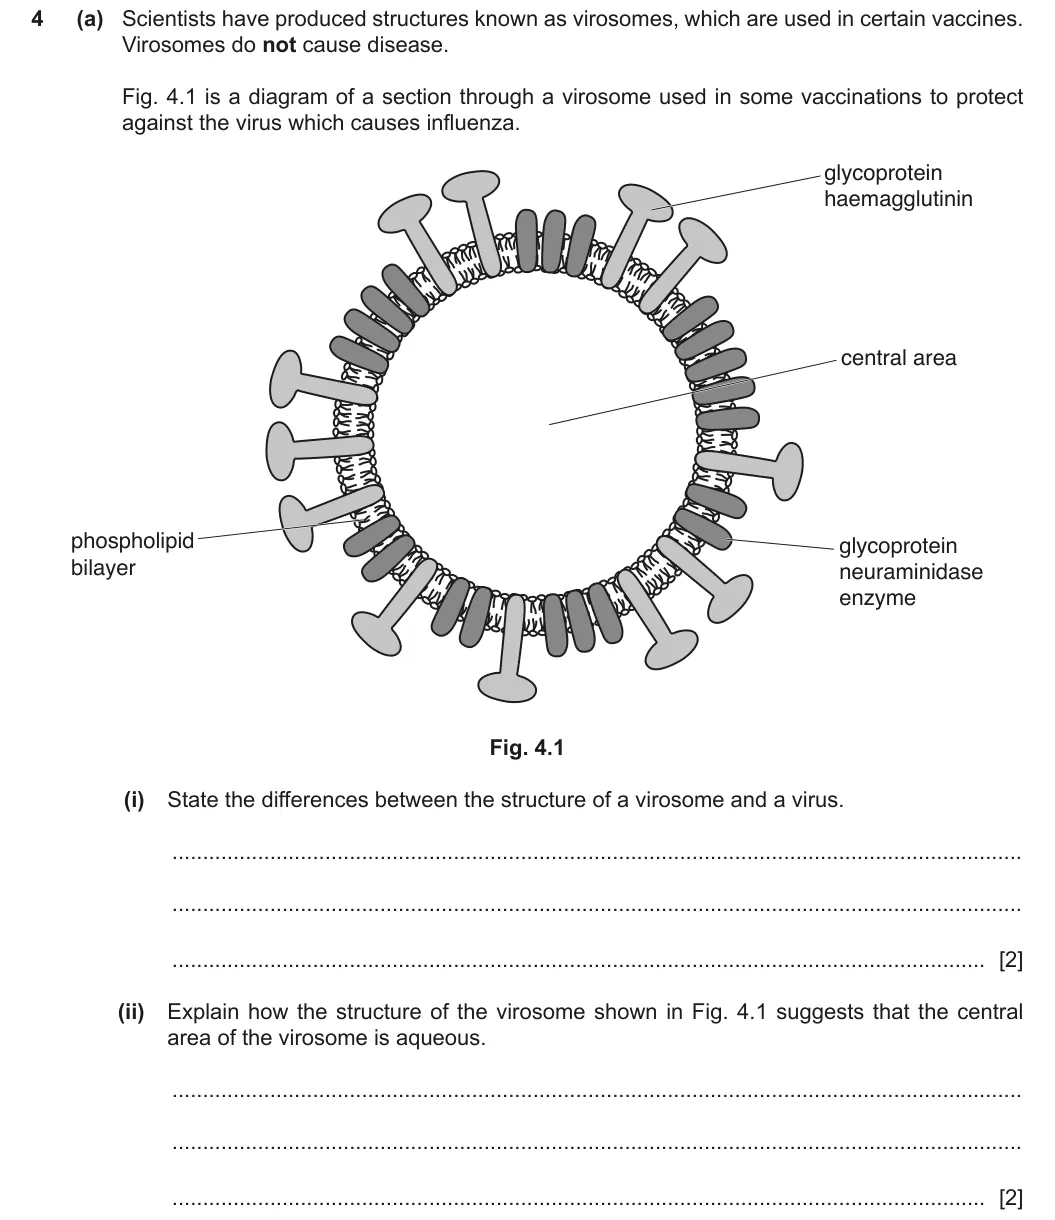 4 (a) Scientists have produced structures known as virosomes, which are used in certain vaccines.
Virosomes do not cause disease.
Fig. 4.1 is a diagram of a section through a virosome used in some vaccinations to protect
against the virus which causes influenza.
glycoprotein
haemagglutinin
central area
phospholipid
bilayer
glycoprotein
neuraminidase
enzyme
Fig. 4.1
(i) State the differences between the structure of a virosome and a virus.
...................................................................................................................................
...................................................................................................................................
............................................................................................................................. [2]
(ii) Explain how the structure of the virosome shown in Fig. 4.1 suggests that the central
area of the virosome is aqueous.
...................................................................................................................................
...................................................................................................................................
............................................................................................................................. [2]